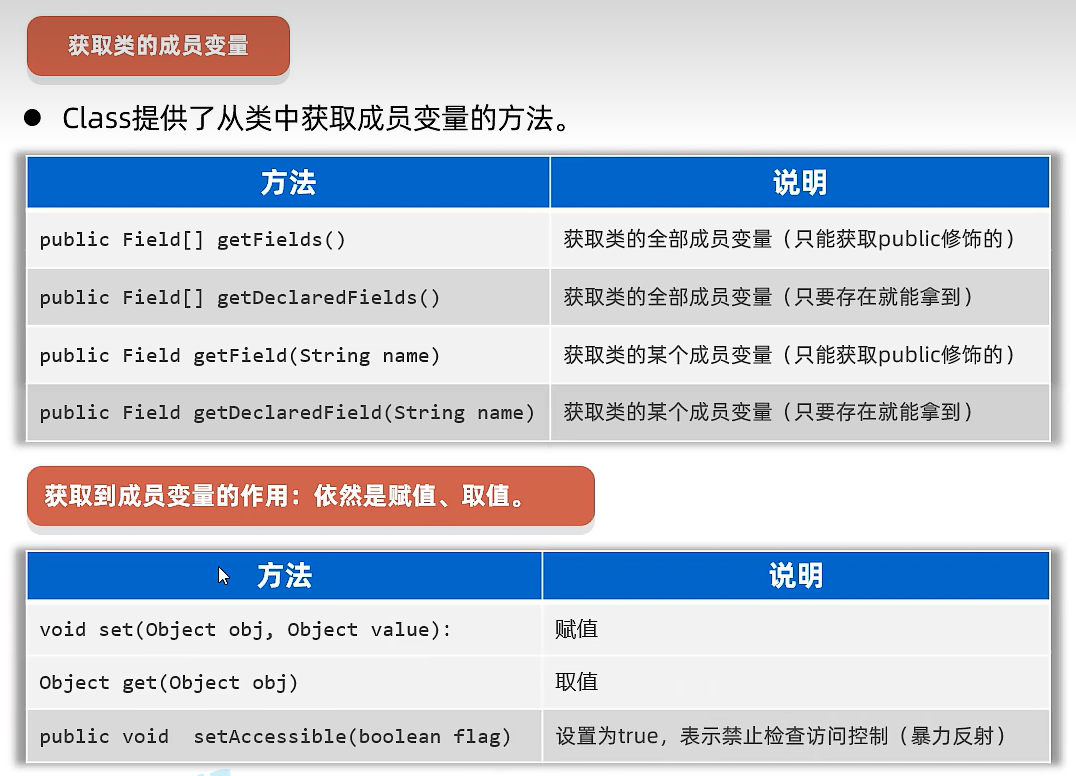 获取类的成员变量
● Class提供了从类中获取成员变量的方法。
方法 说明
public Field[] getFields() 获取类的全部成员变量（只能获取public修饰的）
public Field[] getDeclaredFields() 获取类的全部成员变量（只要存在就能拿到）
public Field getField(String name) 获取类的某个成员变量（只能获取public修饰的）
public Field getDeclaredField(String name) 获取类的某个成员变量（只要存在就能拿到）
获取到成员变量的作用：依然是赋值、取值。
方法 说明
void set(Object obj, Object value): 赋值
Object get(Object obj) 取值
public void  setAccessible(boolean flag) 设置为true，表示禁止检查访问控制（暴力反射）